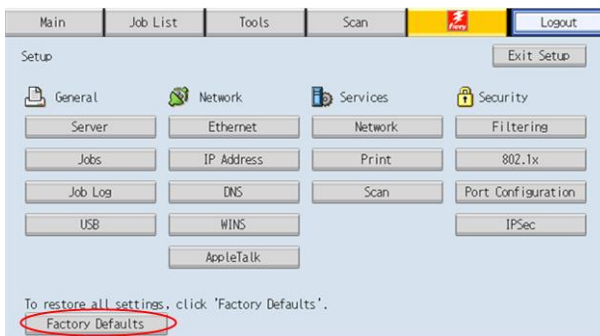 Main Job List Tools Scan Fiery Logout
Setup Exit Setup
General Network Services Security
Server Ethernet Network Filtering
Jobs IP Address Print 802.1x
Job Log DNS Scan Port Configuration
USB WINS IPSec
AppleTalk
To restore all settings, click 'Factory Defaults'.
Factory Defaults